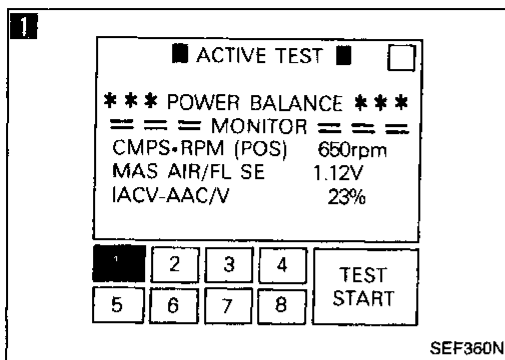 1
ACTIVE TEST
*** POWER BALANCE ***
=== MONITOR ===
CMPS•RPM (POS) 650rpm
MAS AIR/FL SE 1.12V
IACV-AAC/V 23%
1 2 3 4 TEST START
5 6 7 8
SEF360N